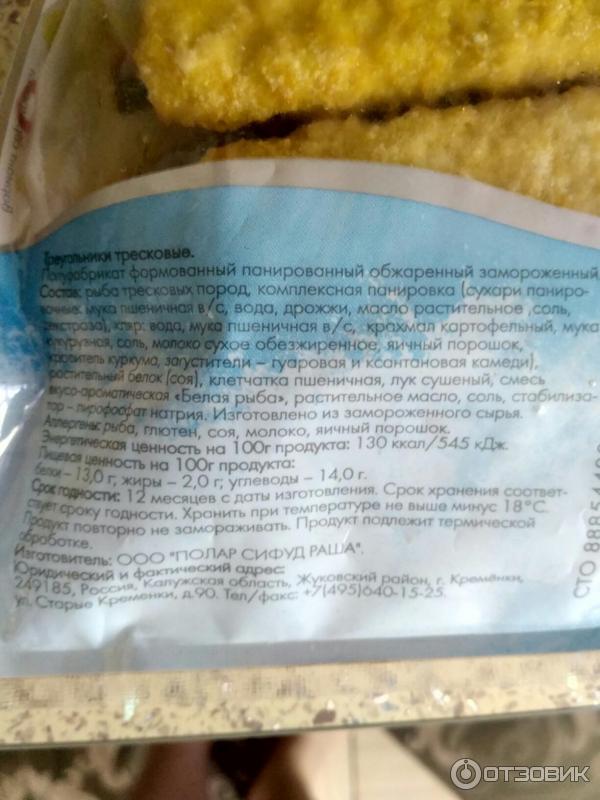 Треугольники тресковые.
Полуфабрикат формованный панированный обжаренный замороженный.
Состав: рыба тресковых пород, комплексная панировка (сухари паниро-
вочные: мука пшеничная в/с, вода, дрожжи, масло растительное ,соль,
декстроза), кляр: вода, мука пшеничная в/с, крахмал картофельный, мука
кукурузная, соль, молоко сухое обезжиренное, яичный порошок,
краситель куркума, загустители – гуаровая и ксантановая камеди),
растительный белок (соя), клетчатка пшеничная, лук сушеный, смесь
вкусо-ароматическая «Белая рыба», растительное масло, соль, стабилиза-
тор – пирофосфат натрия. Изготовлено из замороженного сырья.
Аллергены: рыба, глютен, соя, молоко, яичный порошок.
Энергетическая ценность на 100г продукта: 130 ккал/545 кДж.
Пищевая ценность на 100г продукта:
белки – 13,0 г; жиры – 2,0 г; углеводы – 14,0 г.
Срок годности: 12 месяцев с даты изготовления. Срок хранения соответ-
ствует сроку годности. Хранить при температуре не выше минус 18°С.
Продукт повторно не замораживать. Продукт подлежит термической
обработке.
Изготовитель: ООО "ПОЛАР СИФУД РАША".
Юридический и фактический адрес:
249185, Россия, Калужская область, Жуковский район, г. Кремёнки,
ул. Старые Кременки, д.90. Тел/факс: +7(495)640-15-25.
СТО
ОТЗОВИК